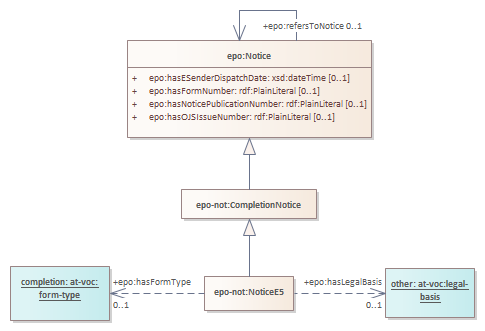 +epo:refersToNotice 0..1
epo:Notice
+ epo:hasESenderDispatchDate: xsd:dateTime [0..1]
+ epo:hasFormNumber: rdf:PlainLiteral [0..1]
+ epo:hasNoticePublicationNumber: rdf:PlainLiteral [0..1]
+ epo:hasOJSIssueNumber: rdf:PlainLiteral [0..1]
epo-not:CompletionNotice
completion: at-voc:
form-type
+epo:hasFormType
0..1
epo-not:NoticeE5
+epo:hasLegalBasis
0..1
other: at-voc:legal-
basis